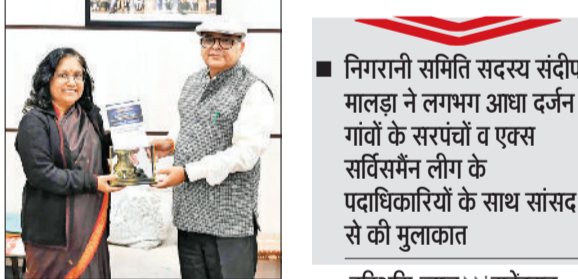 ■ निगरानी समिति सदस्य संदीप
मालड़ा ने लगभग आधा दर्जन
गांवों के सरपंचों व एक्स
सर्विसमैन लीग के
पदाधिकारियों के साथ सांसद
से की मुलाकात